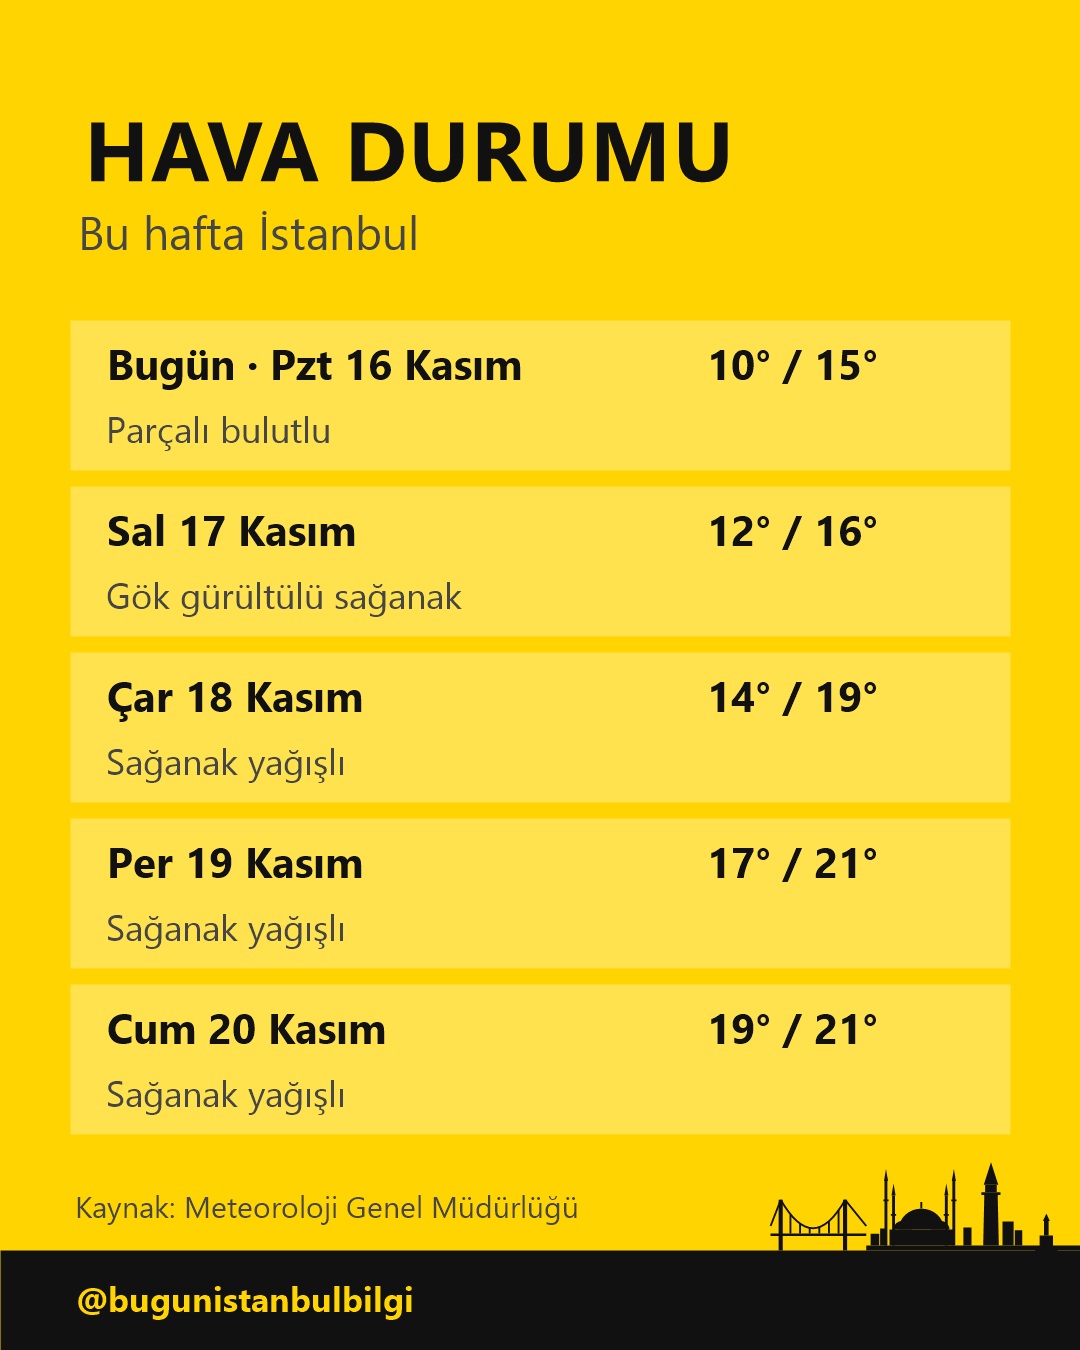 HAVA DURUMU
Bu hafta İstanbul
Bugün · Pzt 16 Kasım 10° / 15°
Parçalı bulutlu
Sal 17 Kasım 12° / 16°
Gök gürültülü sağanak
Çar 18 Kasım 14° / 19°
Sağanak yağışlı
Per 19 Kasım 17° / 21°
Sağanak yağışlı
Cum 20 Kasım 19° / 21°
Sağanak yağışlı
Kaynak: Meteoroloji Genel Müdürlüğü
@bugunistanbulbilgi